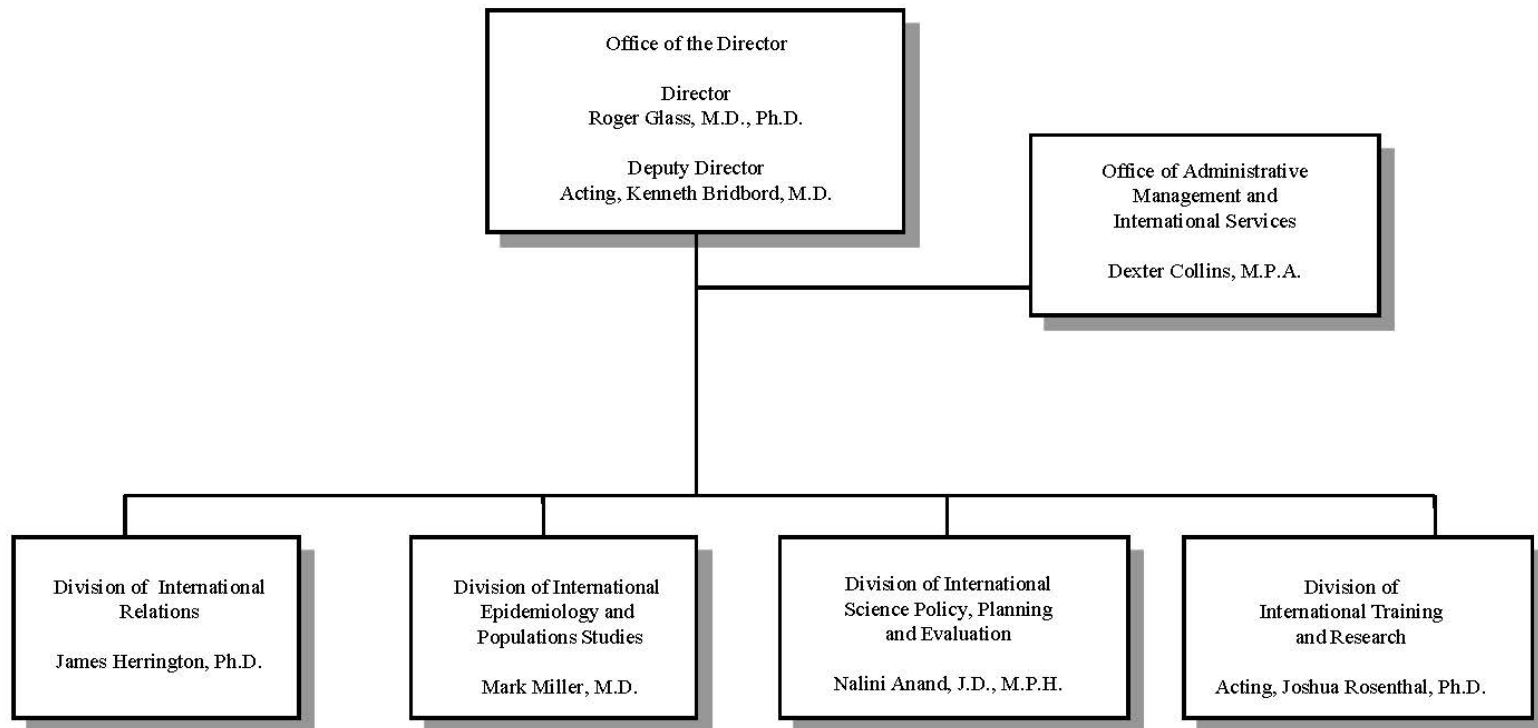 Office of the Director
Director
Roger Glass, M.D., Ph.D.
Deputy Director
Acting, Kenneth Bridbord, M.D.
Office of Administrative
Management and
International Services
Dexter Collins, M.P.A.
Division of International
Relations
James Herrington, Ph.D.
Division of International
Epidemiology and
Populations Studies
Mark Miller, M.D.
Division of International
Science Policy, Planning
and Evaluation
Nalini Anand, J.D., M.P.H.
Division of
International Training
and Research
Acting, Joshua Rosenthal, Ph.D.